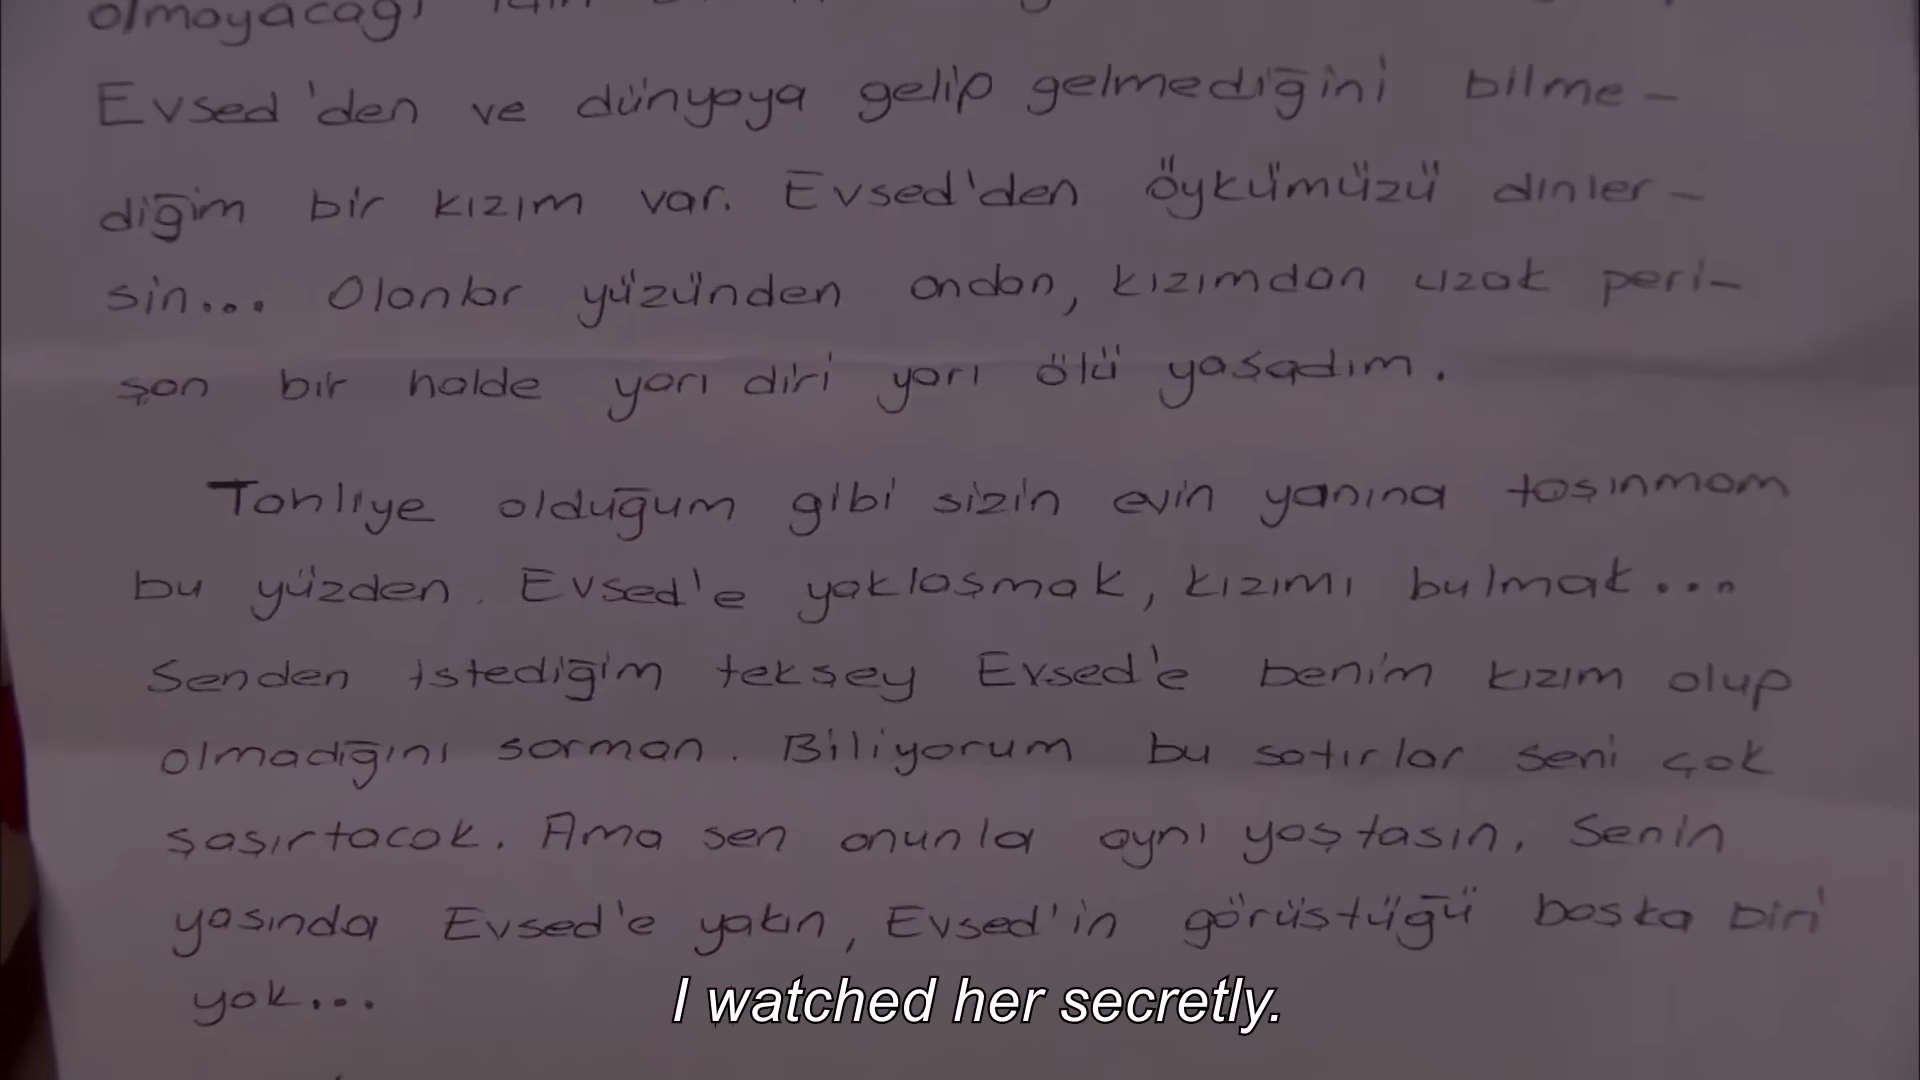 olmayacağı için
Evsed'den ve dünyaya gelip gelmediğini bilme-
diğim bir kızım var. Evsed'den öykümüzü dinler-
sin... Olanlar yüzünden ondan, kızımdan uzak peri-
şan bir halde yarı diri yarı ölü yaşadım.
Tahliye olduğum gibi sizin evin yanına taşınmam
bu yüzden. Evsed'e yaklaşmak, kızımı bulmak...
Senden istediğim tekşey Evsed'e benim kızım olup
olmadığını sorman. Biliyorum bu satırlar seni çok
şaşırtacak. Ama sen onunla aynı yaştasın. Senin
yaşında Evsed'e yakın, Evsed'in görüştüğü başka biri
yok...
I watched her secretly.